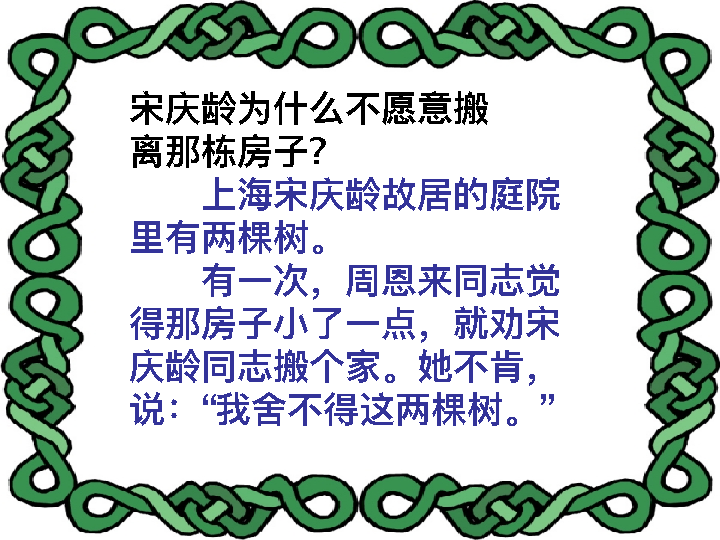 宋庆龄为什么不愿意搬
离那栋房子？
上海宋庆龄故居的庭院
里有两棵树。
有一次，周恩来同志觉
得那房子小了一点，就劝宋
庆龄同志搬个家。她不肯，
说：“我舍不得这两棵树。”